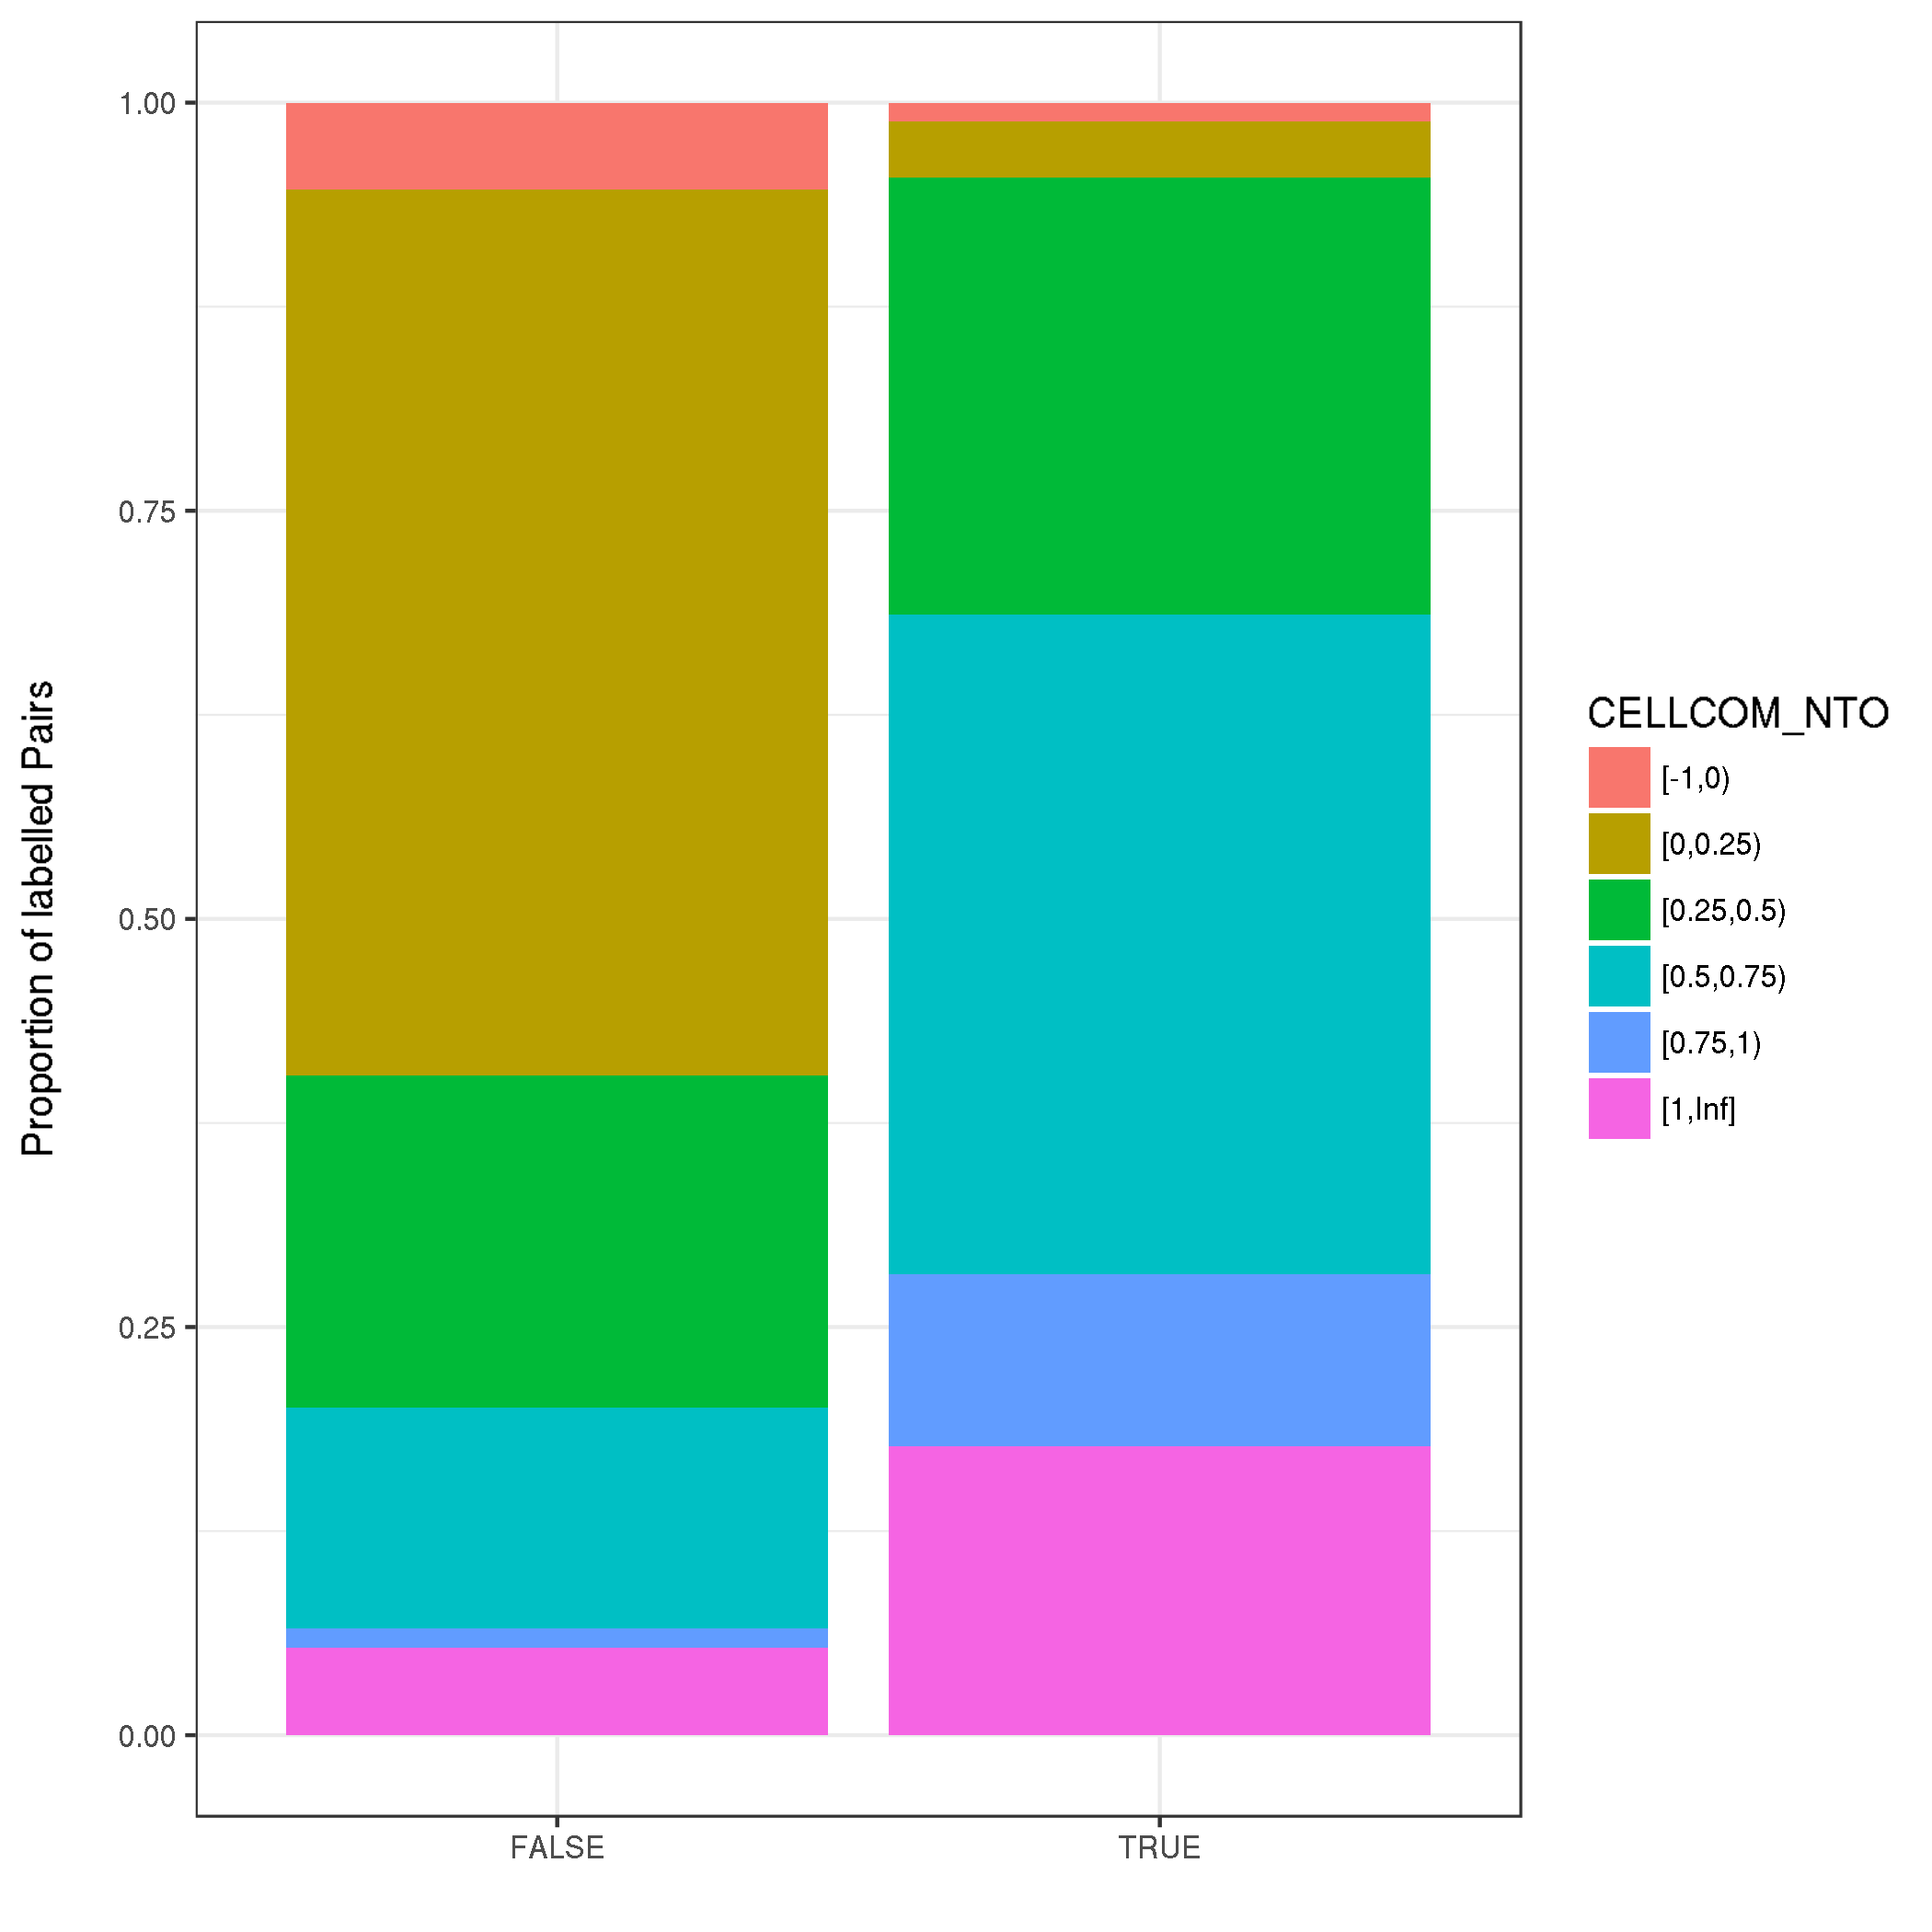 Proportion of labelled Pairs
1.00
0.75
0.50
0.25
0.00
FALSE
TRUE
CELLCOM_NTO
[-1,0)
[0,0.25)
[0.25,0.5)
[0.5,0.75)
[0.75,1)
[1,Inf]